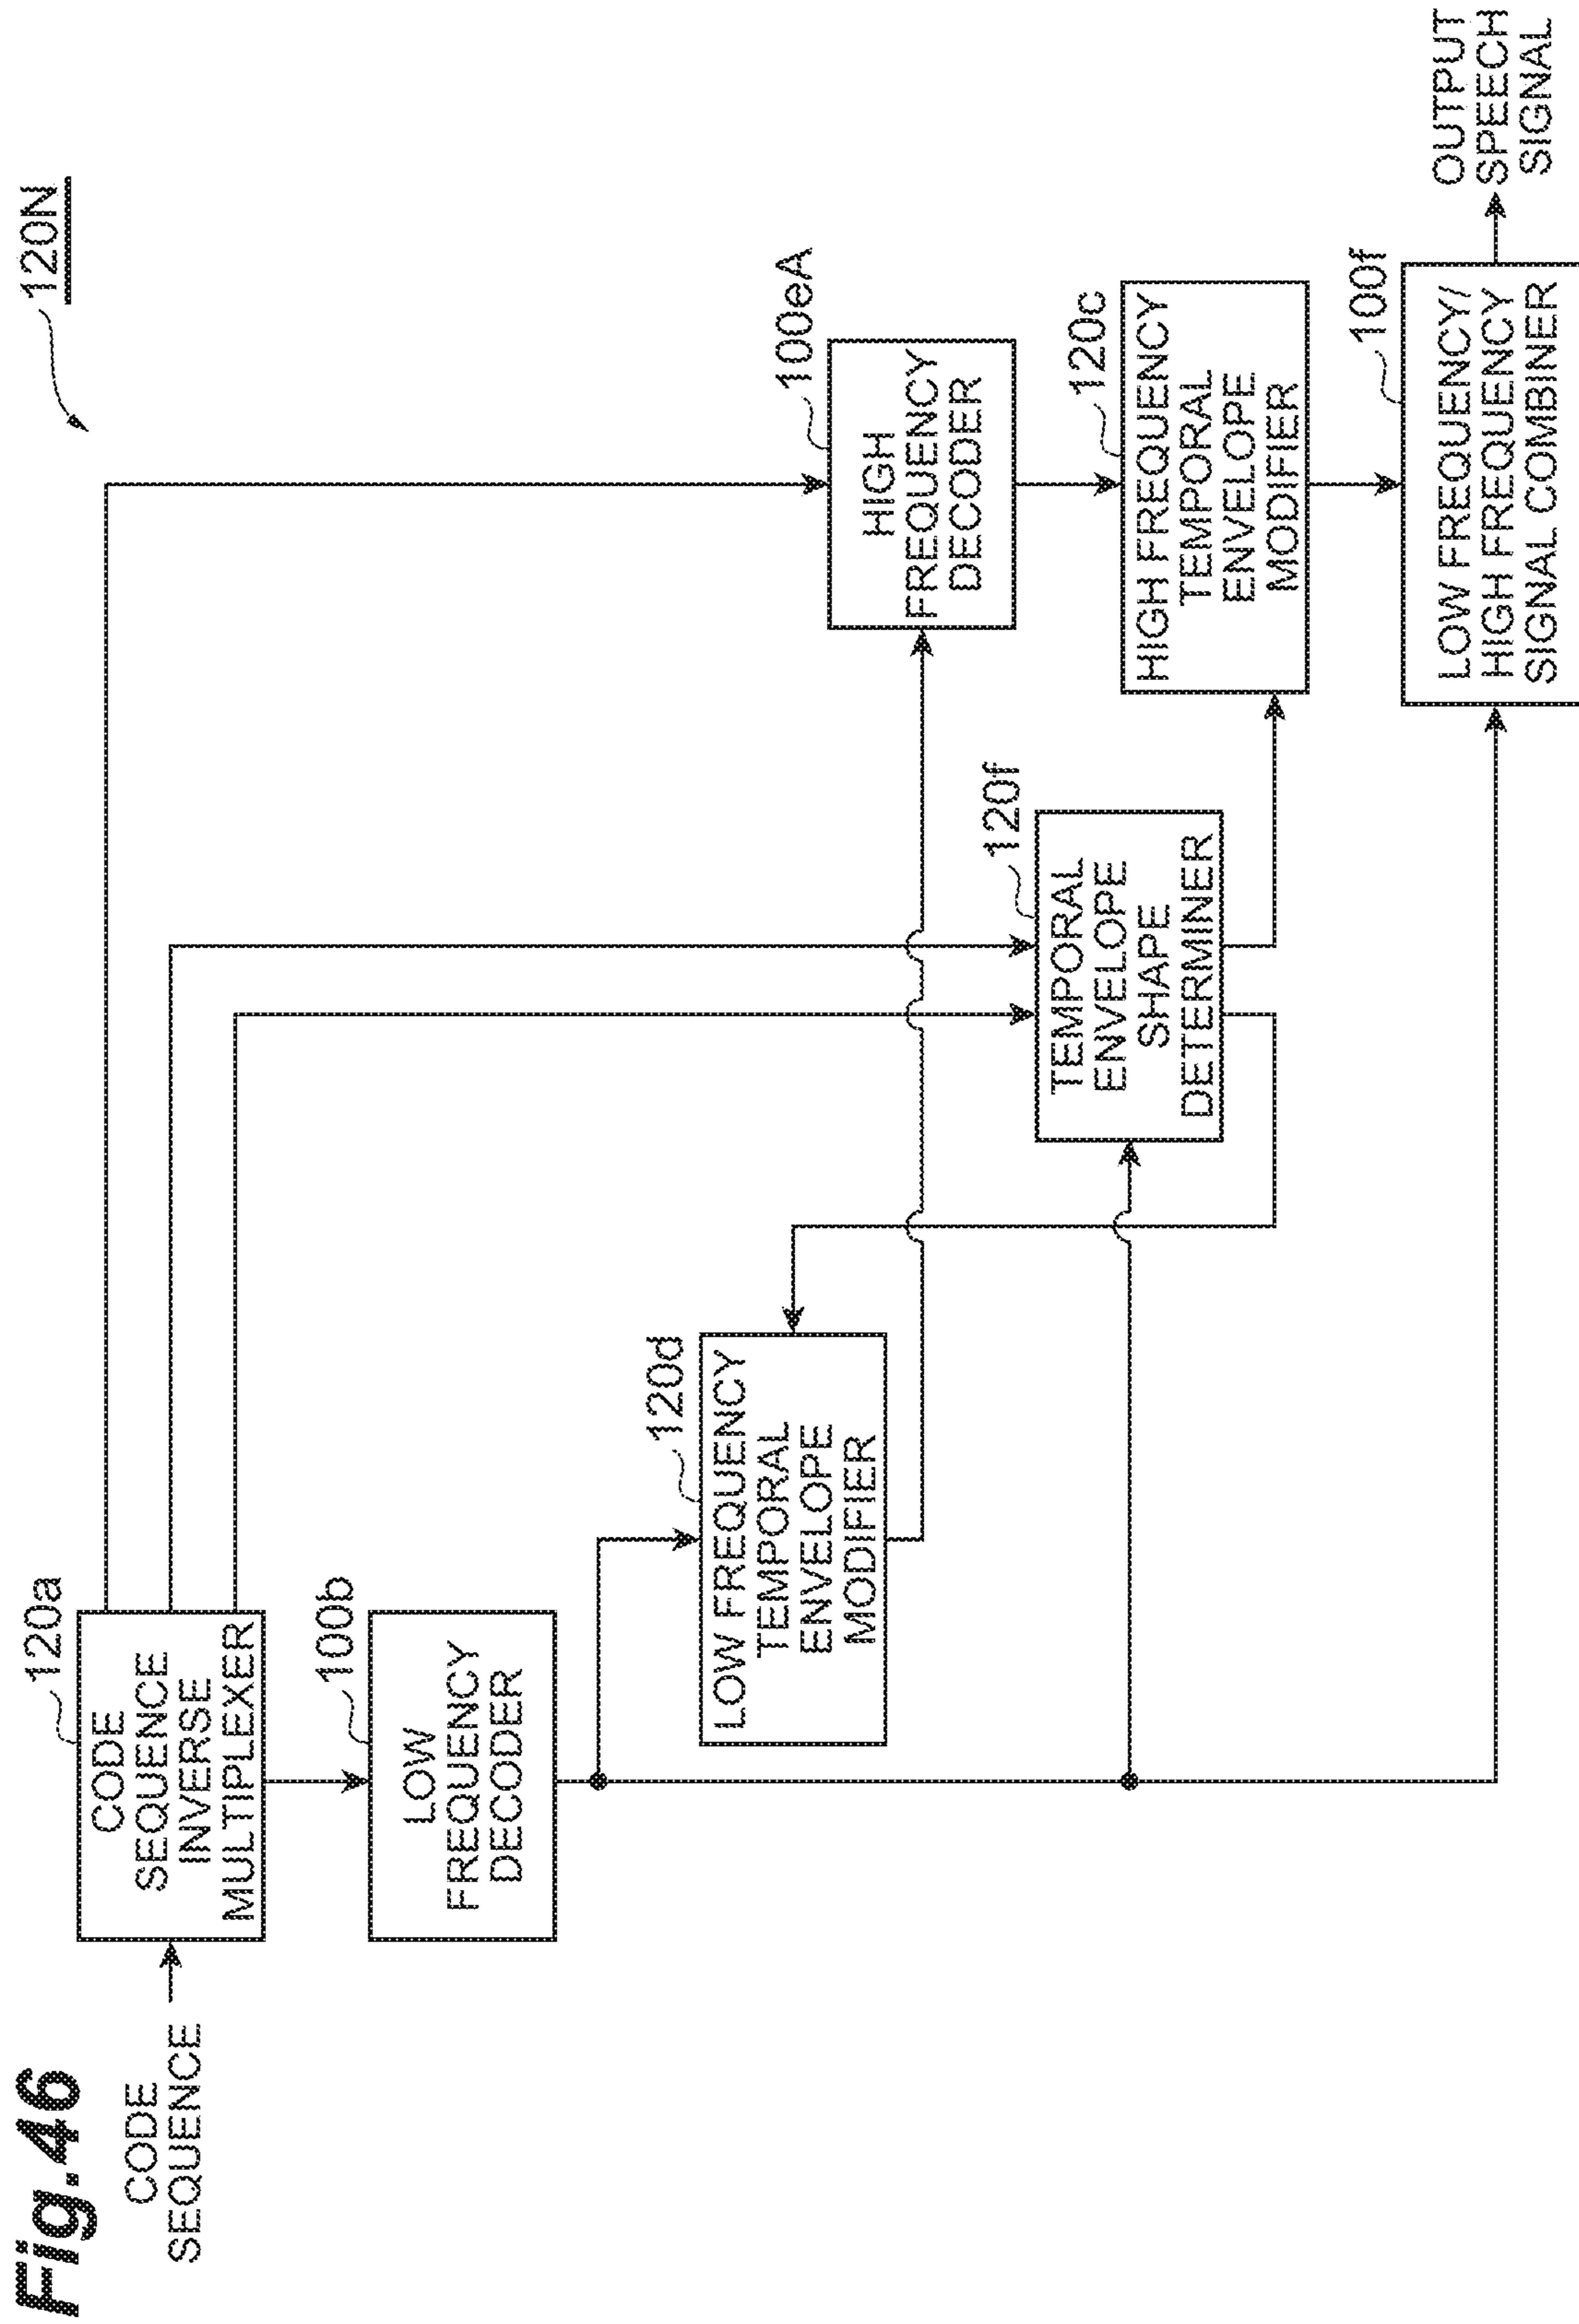 Fig.46
120N
CODE
SEQUENCE
120a
CODE
SEQUENCE
INVERSE
MULTIPLEXER
100b
LOW
FREQUENCY
DECODER
120d
LOW FREQUENCY
TEMPORAL
ENVELOPE
MODIFIER
100eA
HIGH
FREQUENCY
DECODER
120f
TEMPORAL
ENVELOPE
SHAPE
DETERMINER
120c
HIGH FREQUENCY
TEMPORAL
ENVELOPE
MODIFIER
100f
LOW FREQUENCY/
HIGH FREQUENCY
SIGNAL COMBINER
OUTPUT
SPEECH
SIGNAL